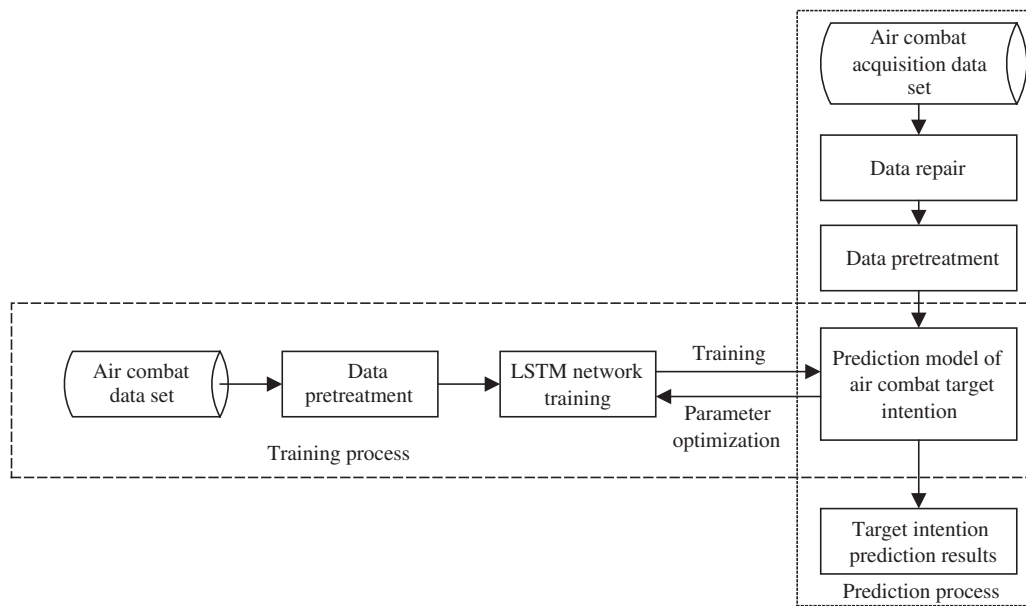 Air combat
acquisition data
set
Data repair
Data pretreatment
Air combat
data set
Data
pretreatment
LSTM network
training
Training
Parameter
optimization
Prediction model of
air combat target
intention
Training process
Target intention
prediction results
Prediction process